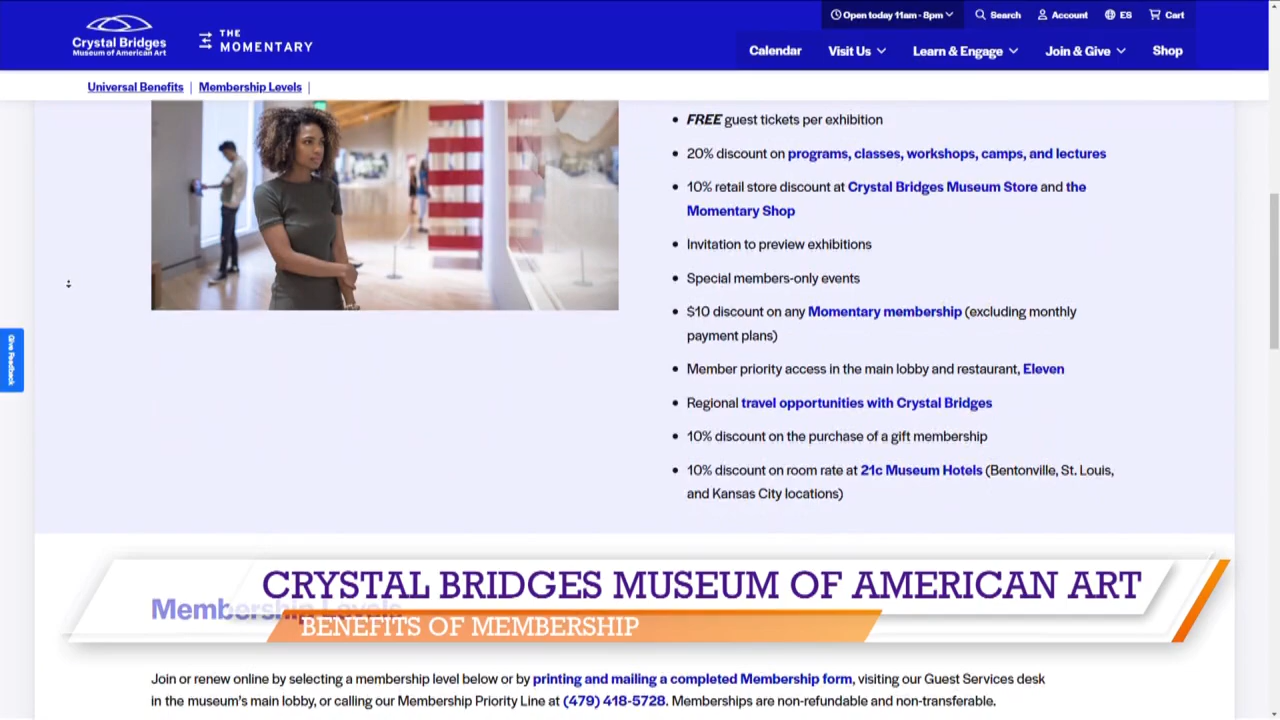 Crystal Bridges
Museum of American Art
THE
MOMENTARY
Open today 11am - 8pm
Search
Account
ES
Cart
Calendar
Visit Us
Learn & Engage
Join & Give
Shop
Universal Benefits | Membership Levels |
FREE guest tickets per exhibition
20% discount on programs, classes, workshops, camps, and lectures
10% retail store discount at Crystal Bridges Museum Store and the
Momentary Shop
Invitation to preview exhibitions
Special members-only events
$10 discount on any Momentary membership (excluding monthly
payment plans)
Member priority access in the main lobby and restaurant, Eleven
Regional travel opportunities with Crystal Bridges
10% discount on the purchase of a gift membership
10% discount on room rate at 21c Museum Hotels (Bentonville, St. Louis,
and Kansas City locations)
Give Feedback
CRYSTAL BRIDGES MUSEUM OF AMERICAN ART
Membership Levels
BENEFITS OF MEMBERSHIP
Join or renew online by selecting a membership level below or by printing and mailing a completed Membership form, visiting our Guest Services desk
in the museum's main lobby, or calling our Membership Priority Line at (479) 418-5728. Memberships are non-refundable and non-transferable.